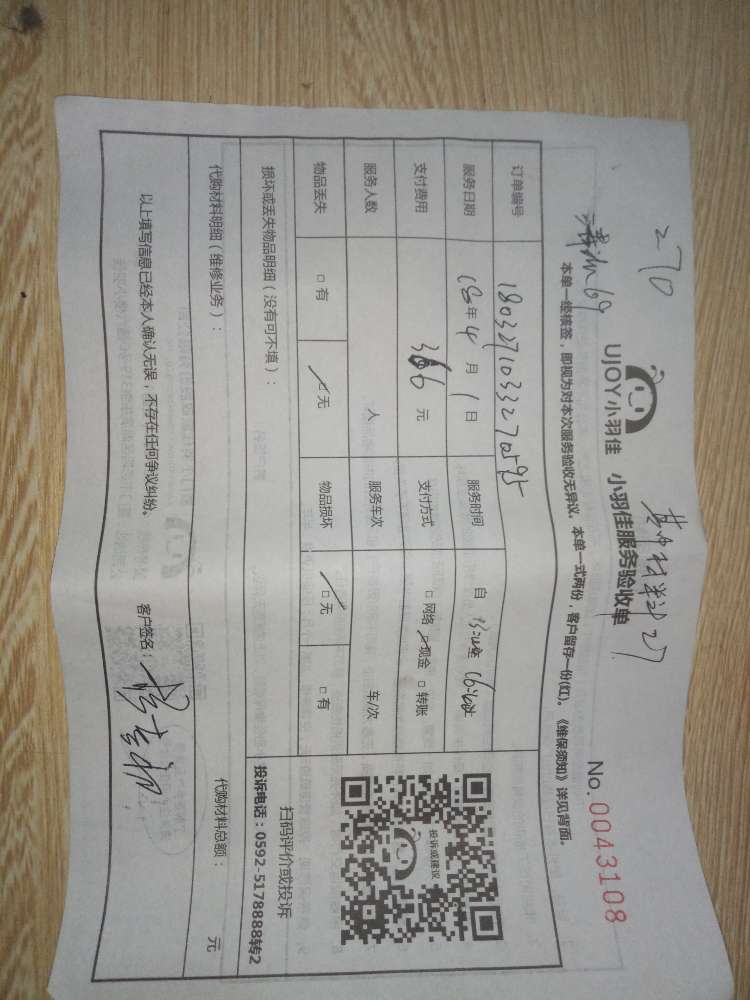 270
UJOY小羽佳 小羽佳服务验收单
No. 0043108
本单一经核签，即视为对本次服务验收无异议。本单一式两份，客户留存一份(红)。《维保须知》详见背面。
订单编号 180327103327
服务日期 18年4月1日 服务时间 自
支付费用 元 支付方式 □网络 □现金 □转账
服务人数 人 服务车次 车/次
物品丢失 □有 □无 物品损坏 □无 □有
损坏或丢失物品明细（没有可不填）：
投诉或建议
扫码评价或投诉
投诉电话：0592-5178888转2
代购材料明细（维修业务）： 代购材料总额： 元
以上填写信息已经本人确认无误，不存在任何争议纠纷。 客户签名：